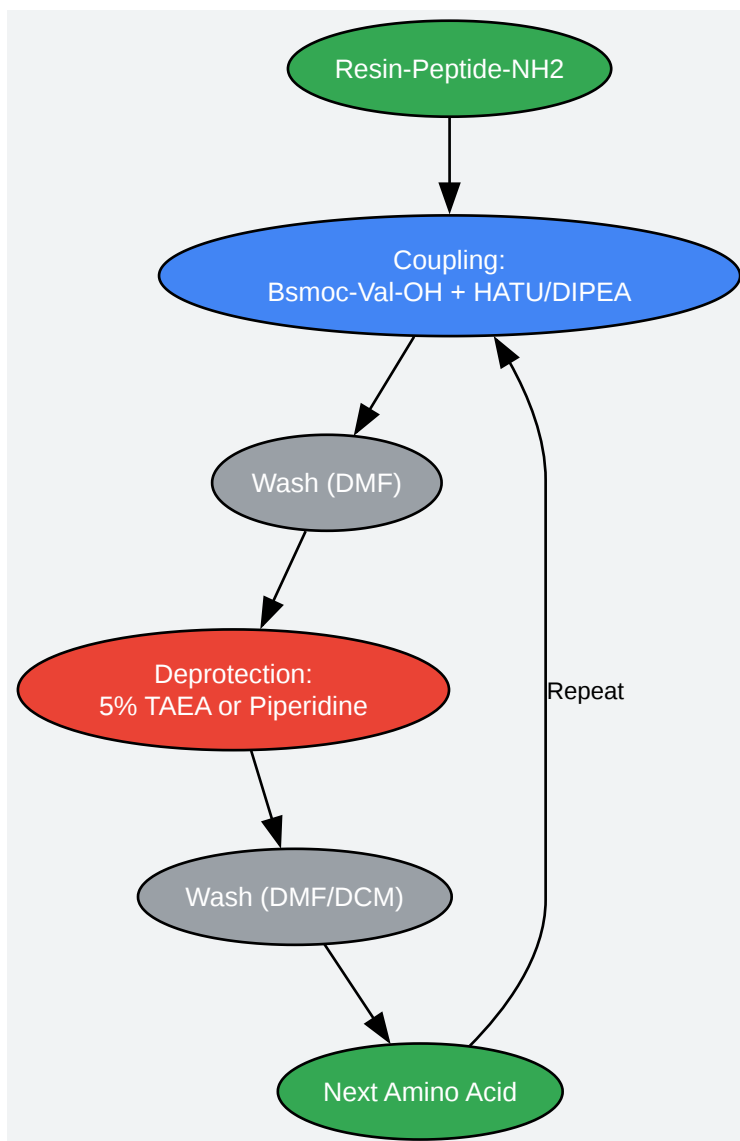 Resin-Peptide-NH2
Coupling:
Bsmoc-Val-OH + HATU/DIPEA
Wash (DMF)
Deprotection:
5% TAEA or Piperidine
Repeat
Wash (DMF/DCM)
Next Amino Acid